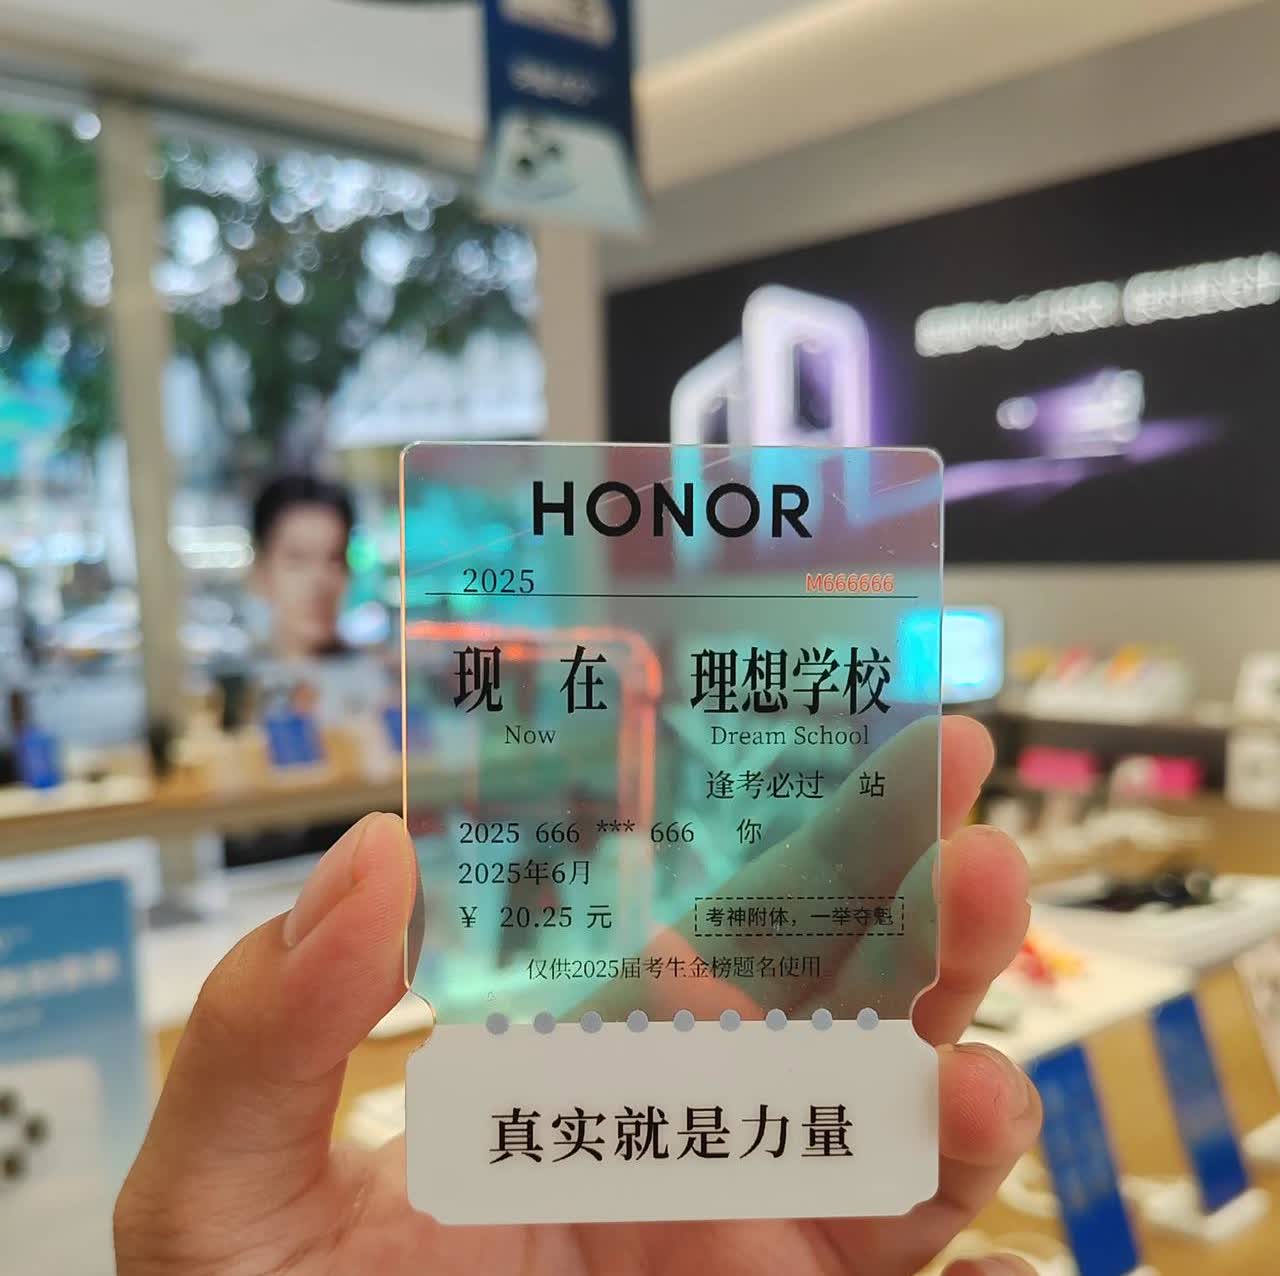 HONOR
2025 M666666
现 在 理想学校
Now Dream School
逢考必过 站
2025 666 *** 666 你
2025年6月
¥ 20.25 元 考神附体，一举夺魁
仅供2025届考生金榜题名使用
真实就是力量